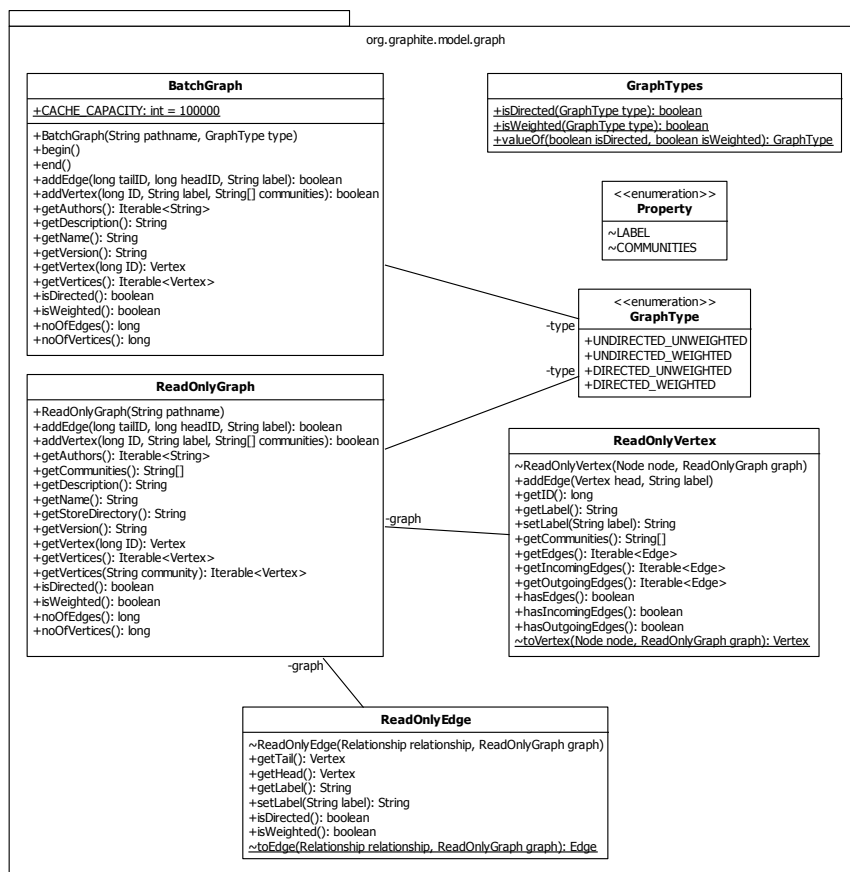 org.graphite.model.graph
BatchGraph
+CACHE_CAPACITY: int = 100000
+BatchGraph(String pathname, GraphType type)
+begin()
+end()
+addEdge(long tailID, long headID, String label): boolean
+addVertex(long ID, String label, String[] communities): boolean
+getAuthors(): Iterable<String>
+getDescription(): String
+getName(): String
+getVersion(): String
+getVertex(long ID): Vertex
+getVertices(): Iterable<Vertex>
+isDirected(): boolean
+isWeighted(): boolean
+noOfEdges(): long
+noOfVertices(): long
GraphTypes
+isDirected(GraphType type): boolean
+isWeighted(GraphType type): boolean
+valueOf(boolean isDirected, boolean isWeighted): GraphType
<<enumeration>>
Property
~LABEL
~COMMUNITIES
<<enumeration>>
GraphType
+UNDIRECTED_UNWEIGHTED
+UNDIRECTED_WEIGHTED
+DIRECTED_UNWEIGHTED
+DIRECTED_WEIGHTED
-type
-type
ReadOnlyGraph
+ReadOnlyGraph(String pathname)
+addEdge(long tailID, long headID, String label): boolean
+addVertex(long ID, String label, String[] communities): boolean
+getAuthors(): Iterable<String>
+getCommunities(): String[]
+getDescription(): String
+getName(): String
+getStoreDirectory(): String
+getVersion(): String
+getVertex(long ID): Vertex
+getVertices(): Iterable<Vertex>
+getVertices(String community): Iterable<Vertex>
+isDirected(): boolean
+isWeighted(): boolean
+noOfEdges(): long
+noOfVertices(): long
-graph
ReadOnlyVertex
~ReadOnlyVertex(Node node, ReadOnlyGraph graph)
+addEdge(Vertex head, String label)
+getID(): long
+getLabel(): String
+setLabel(String label): String
+getCommunities(): String[]
+getEdges(): Iterable<Edge>
+getIncomingEdges(): Iterable<Edge>
+getOutgoingEdges(): Iterable<Edge>
+hasEdges(): boolean
+hasIncomingEdges(): boolean
+hasOutgoingEdges(): boolean
~toVertex(Node node, ReadOnlyGraph graph): Vertex
-graph
ReadOnlyEdge
~ReadOnlyEdge(Relationship relationship, ReadOnlyGraph graph)
+getTail(): Vertex
+getHead(): Vertex
+getLabel(): String
+setLabel(String label): String
+isDirected(): boolean
+isWeighted(): boolean
~toEdge(Relationship relationship, ReadOnlyGraph graph): Edge